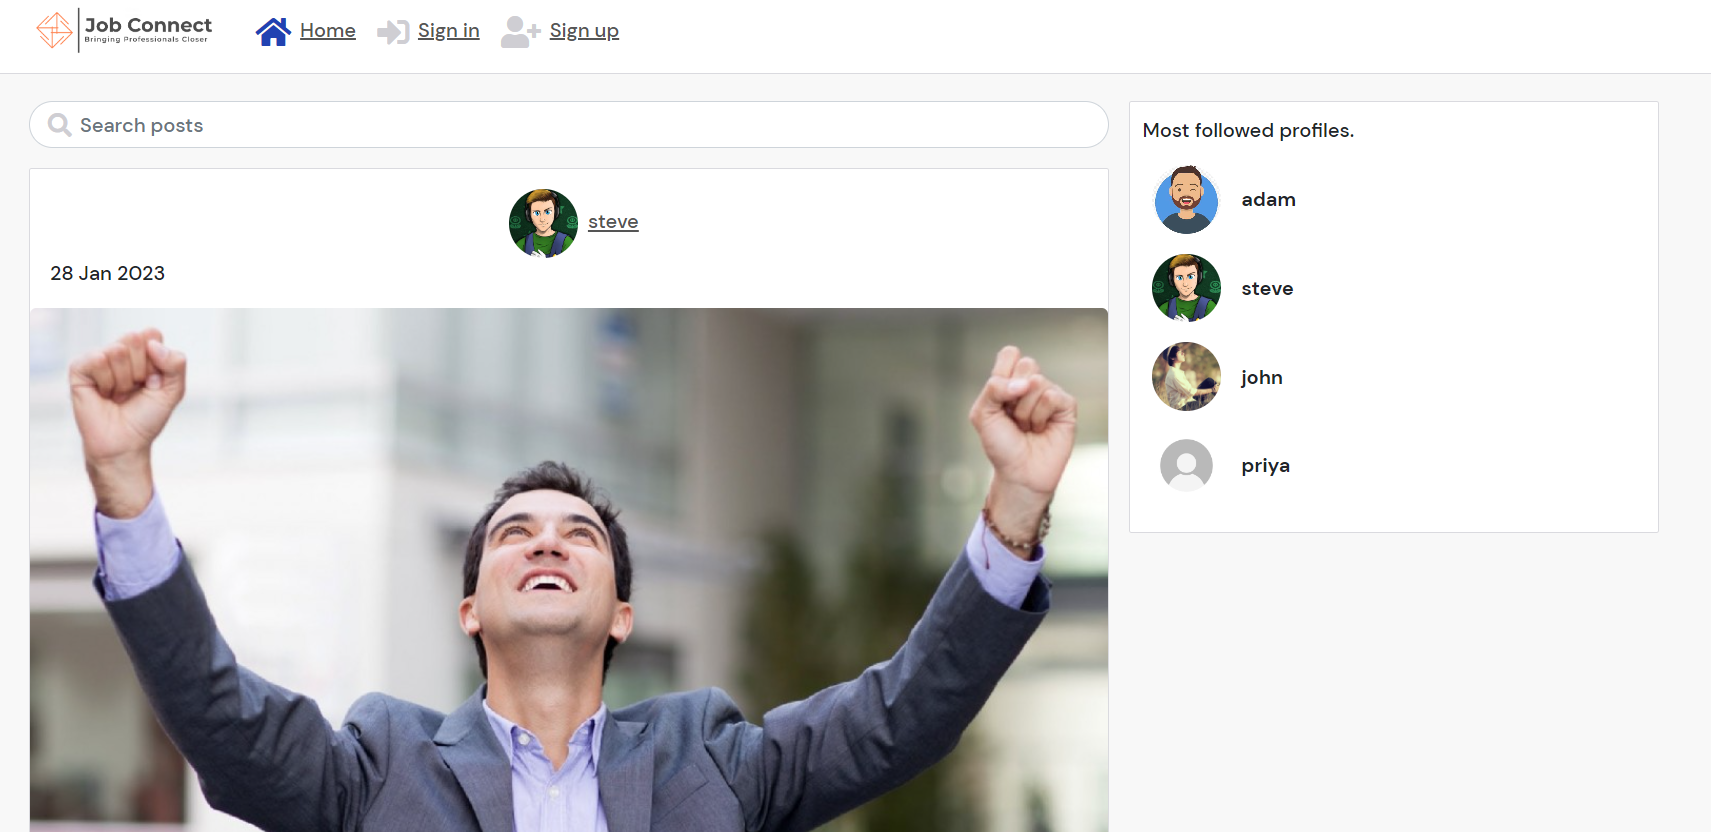 Job Connect
Bringing Professionals Closer
Home
Sign in
Sign up
Search posts
steve
28 Jan 2023
Most followed profiles.
adam
steve
john
priya